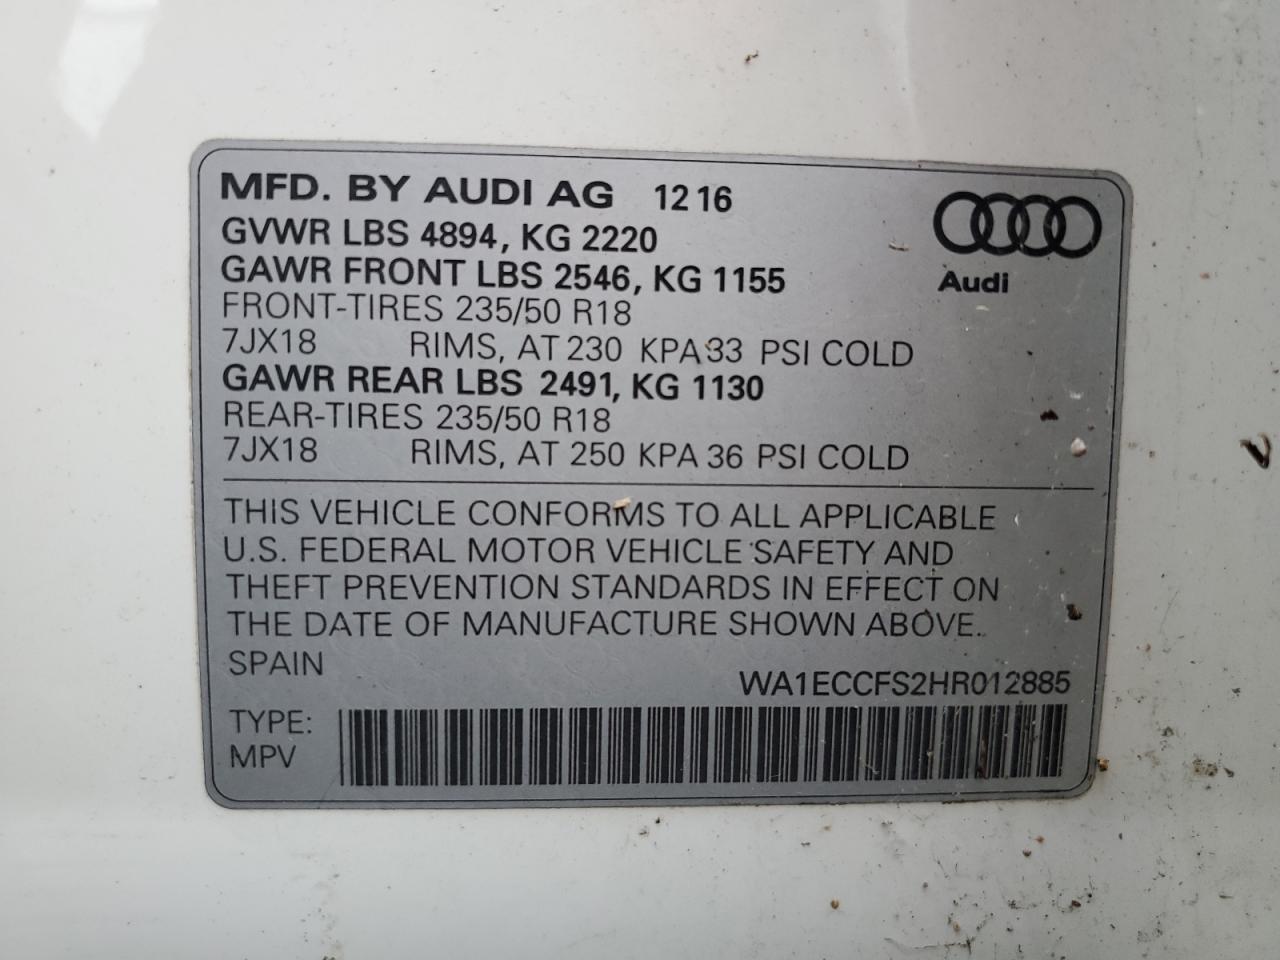 MFD. BY AUDI AG 12 16
GVWR LBS 4894, KG 2220
GAWR FRONT LBS 2546, KG 1155
FRONT-TIRES 235/50 R18
7JX18 RIMS, AT 230 KPA 33 PSI COLD
GAWR REAR LBS 2491, KG 1130
REAR-TIRES 235/50 R18
7JX18 RIMS, AT 250 KPA 36 PSI COLD
Audi
THIS VEHICLE CONFORMS TO ALL APPLICABLE
U.S. FEDERAL MOTOR VEHICLE SAFETY AND
THEFT PREVENTION STANDARDS IN EFFECT ON
THE DATE OF MANUFACTURE SHOWN ABOVE.
SPAIN
WA1ECCFS2HR012885
TYPE:
MPV